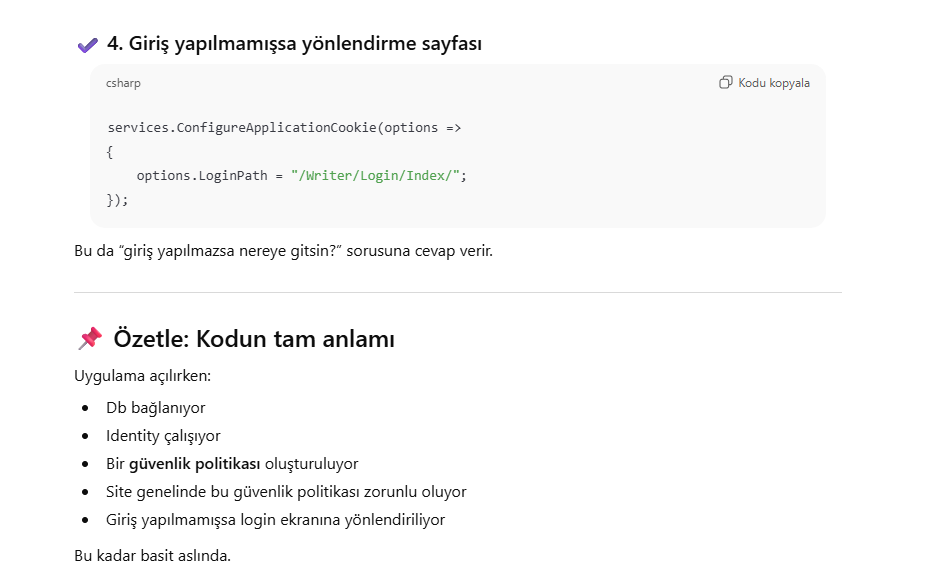 4. Giriş yapılmamışsa yönlendirme sayfası
csharp
Kodu kopyala
services.ConfigureApplicationCookie(options =>
{
    options.LoginPath = "/Writer/Login/Index/";
});
Bu da “giriş yapılmazsa nereye gitsin?” sorusuna cevap verir.
Özetle: Kodun tam anlamı
Uygulama açılırken:
• Db bağlanıyor
• Identity çalışıyor
• Bir güvenlik politikası oluşturuluyor
• Site genelinde bu güvenlik politikası zorunlu oluyor
• Giriş yapılmamışsa login ekranına yönlendiriliyor
Bu kadar basit aslında.